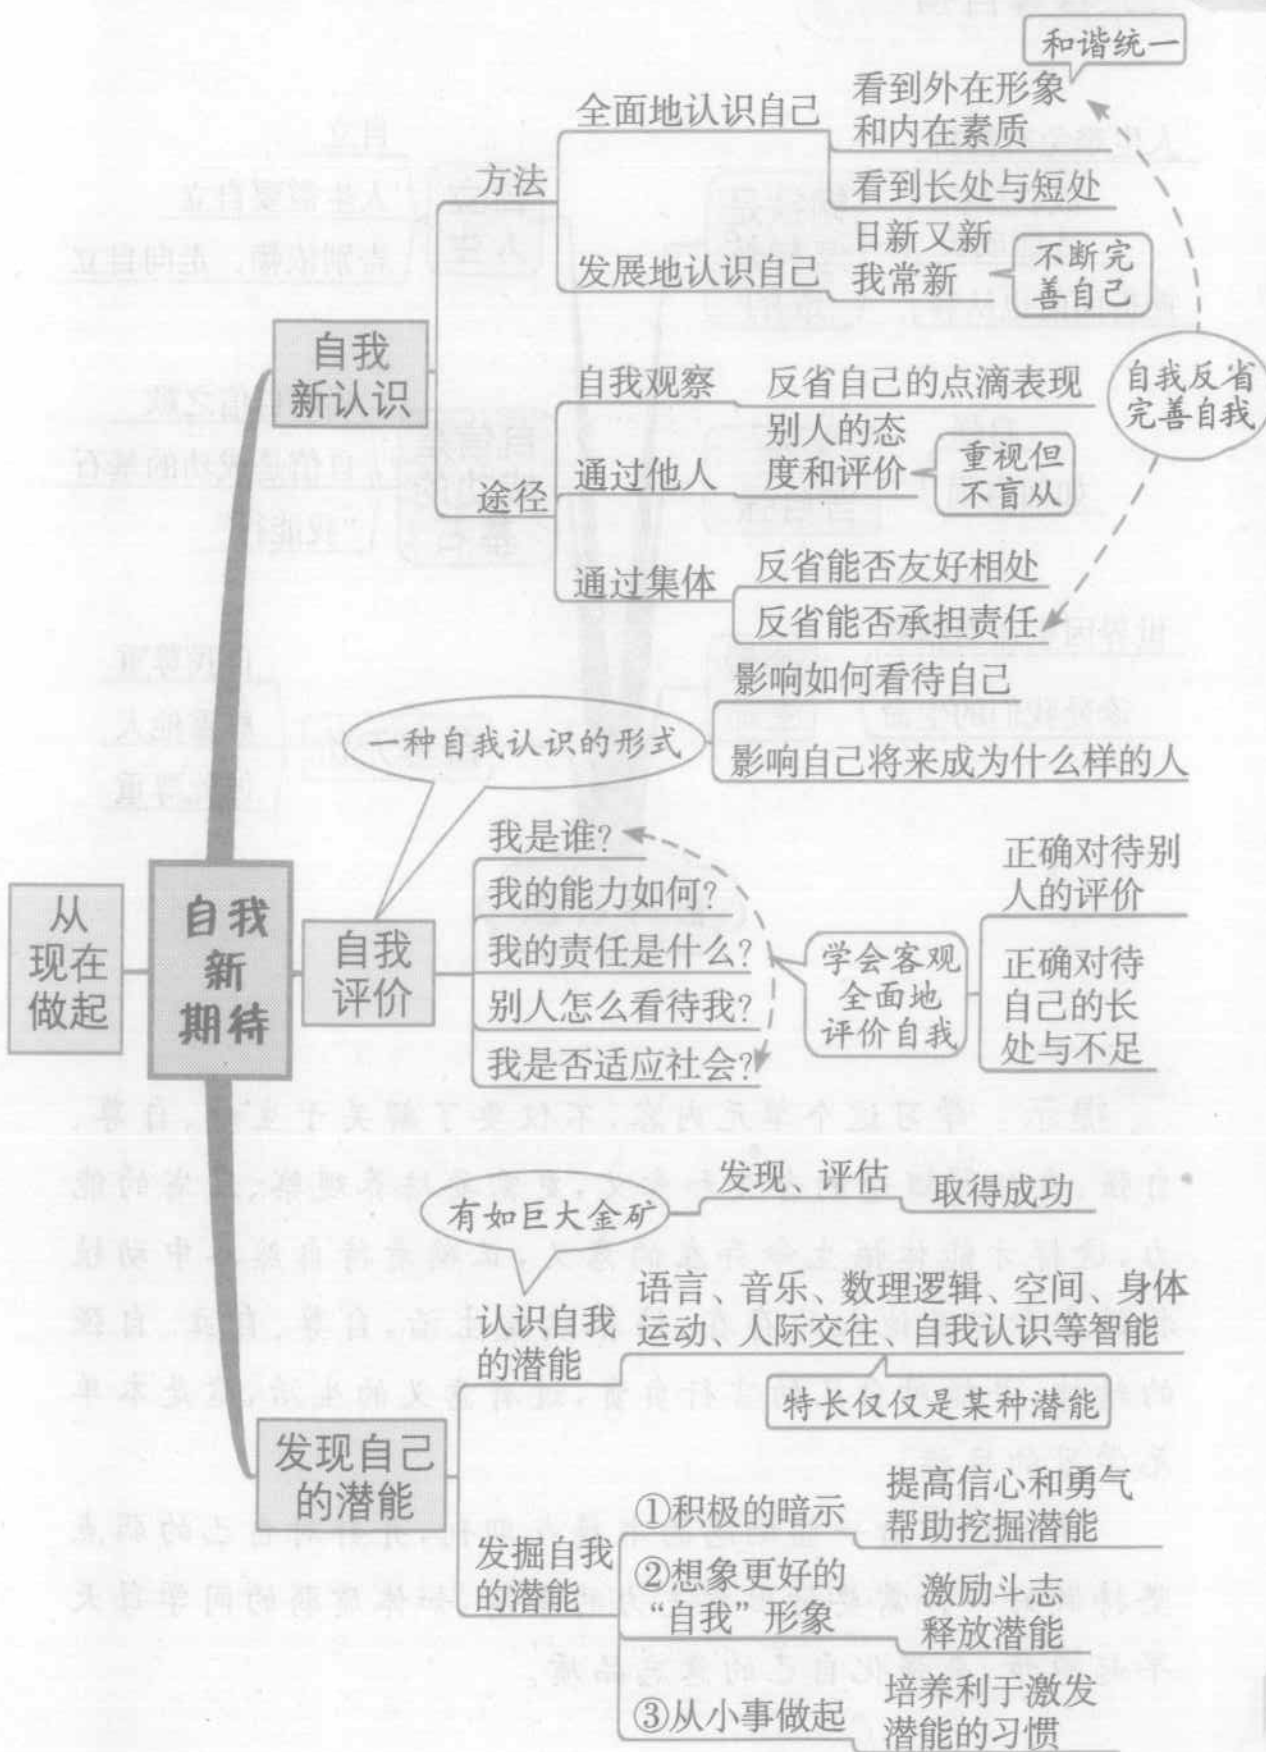 和谐统一
全面地认识自己
看到外在形象
和内在素质
看到长处与短处
方法
发展地认识自己
日新又新
我常新
不断完
善自己
自我
新认识
自我反省
完善自我
自我观察
反省自己的点滴表现
途径
通过他人
别人的态
度和评价
重视但
不盲从
通过集体
反省能否友好相处
反省能否承担责任
一种自我认识的形式
影响如何看待自己
影响自己将来成为什么样的人
从
现在
做起
自我
新
期待
自我
评价
我是谁?
我的能力如何?
我的责任是什么?
别人怎么看待我?
我是否适应社会?
学会客观
全面地
评价自我
正确对待别
人的评价
正确对待
自己的长
处与不足
有如巨大金矿
发现、评估
取得成功
认识自我
的潜能
语言、音乐、数理逻辑、空间、身体
运动、人际交往、自我认识等智能
特长仅仅是某种潜能
发现自己
的潜能
发掘自我
的潜能
①积极的暗示
提高信心和勇气
帮助挖掘潜能
②想象更好的
“自我”形象
激励斗志
释放潜能
③从小事做起
培养利于激发
潜能的习惯